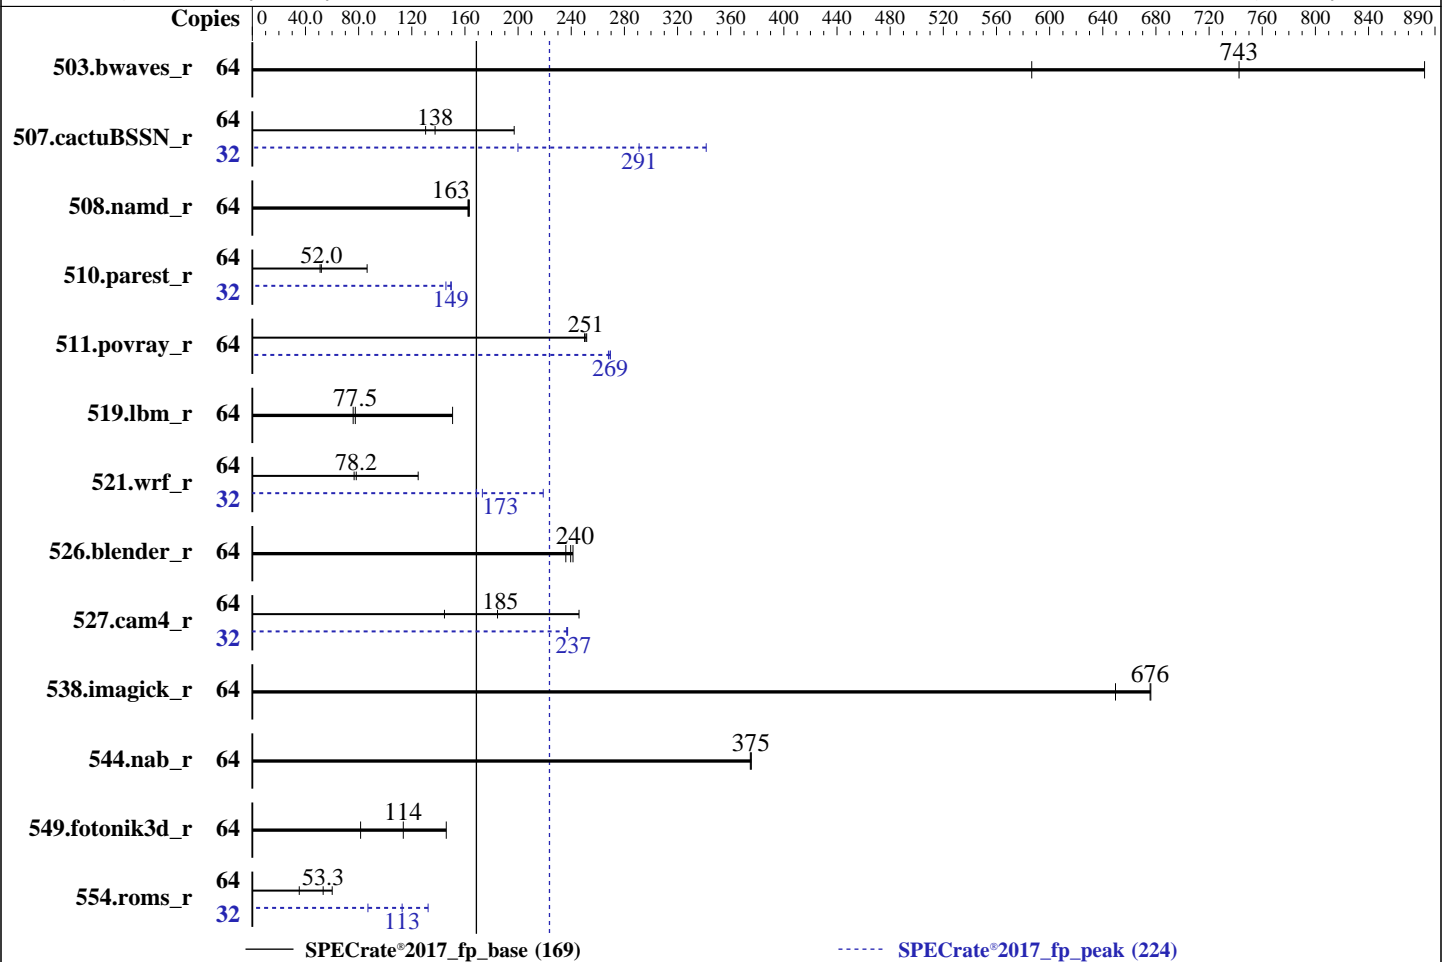 Copies 0 40.0 80.0 120 160 200 240 280 320 360 400 440 480 520 560 600 640 680 720 760 800 840 890
503.bwaves_r 64 743
507.cactuBSSN_r 64 138
32 291
508.namd_r 64 163
510.parest_r 64 52.0
32 149
511.povray_r 64 251
269
519.lbm_r 64 77.5
521.wrf_r 64 78.2
32 173
526.blender_r 64 240
527.cam4_r 64 185
32 237
538.imagick_r 64 676
544.nab_r 64 375
549.fotonik3d_r 64 114
554.roms_r 64 53.3
32 113
SPECrate®2017_fp_base (169) SPECrate®2017_fp_peak (224)